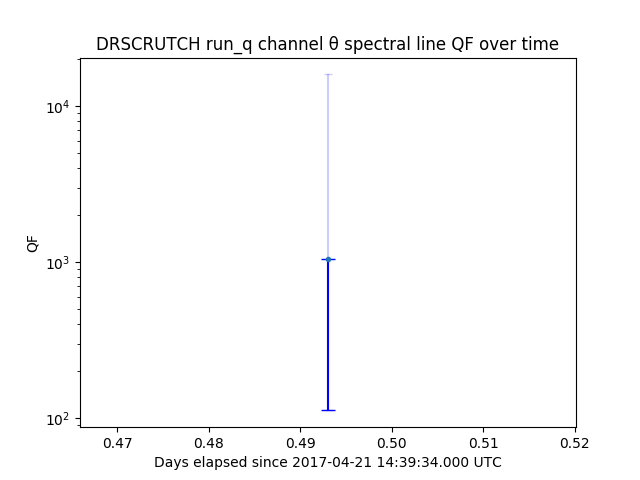 DRSCRUTCH run_q channel θ spectral line QF over time
QF
10⁴
10³
10²
0.47 0.48 0.49 0.50 0.51 0.52
Days elapsed since 2017-04-21 14:39:34.000 UTC